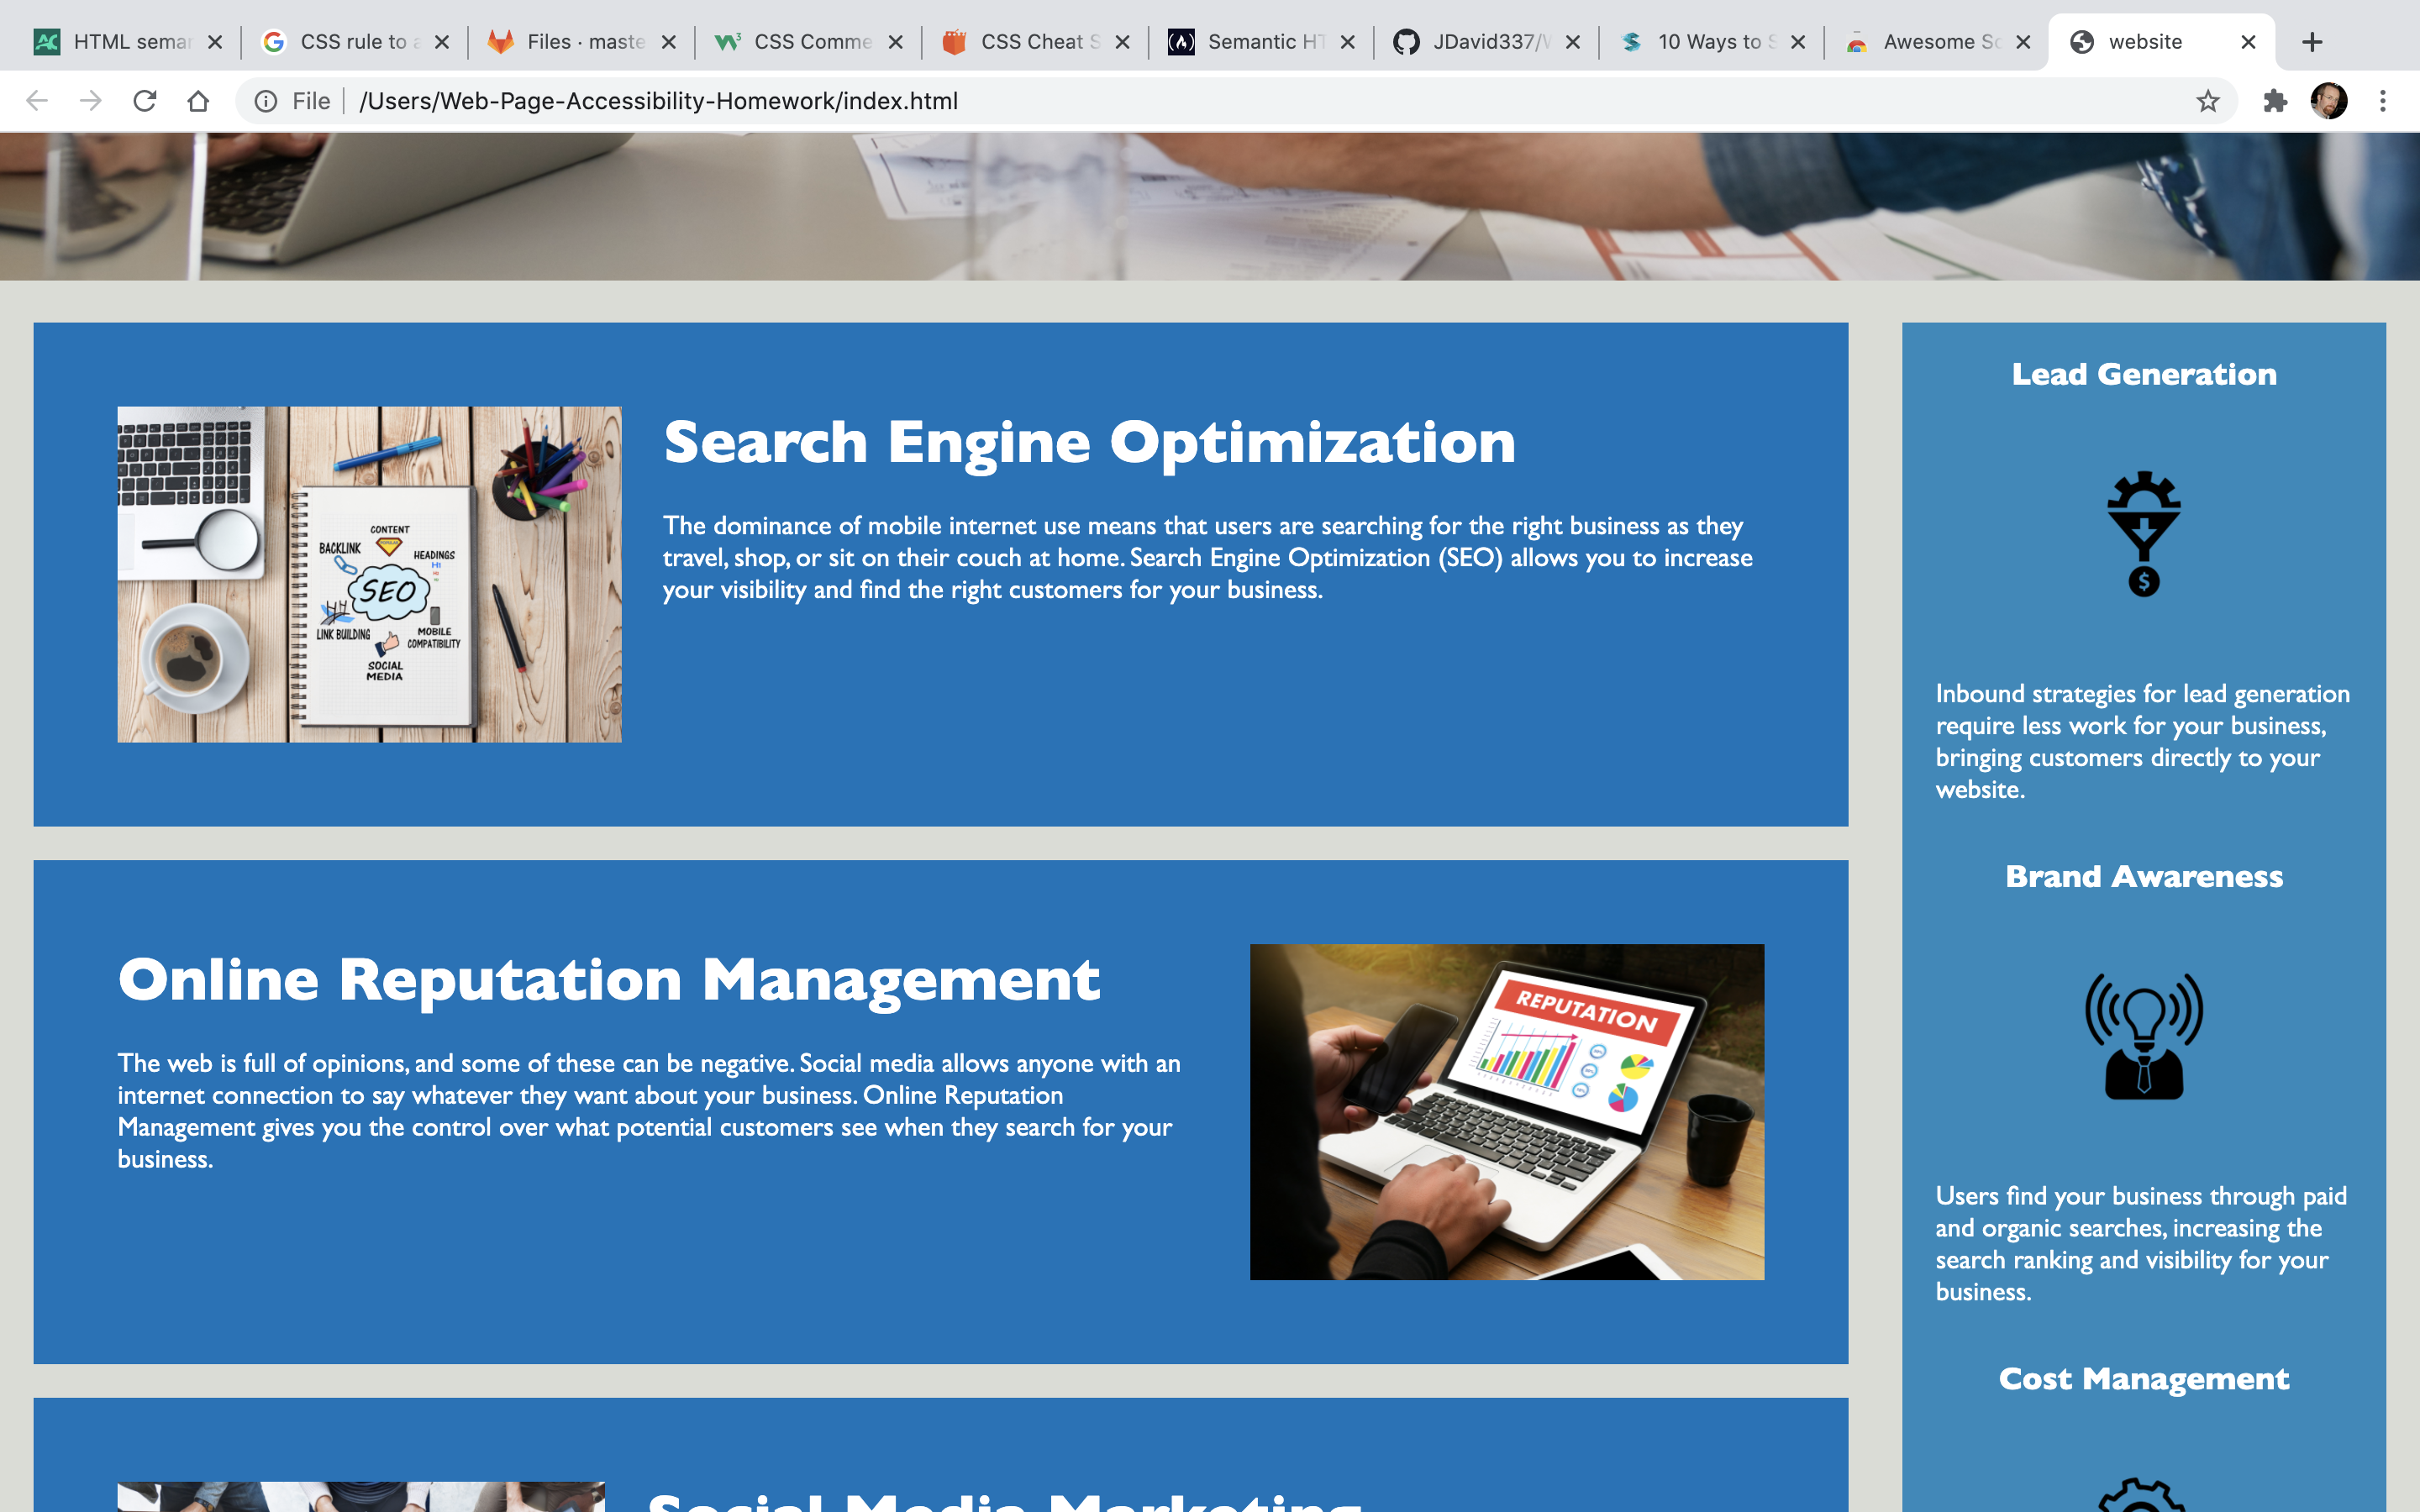 HTML semar
CSS rule to a
Files · maste
CSS Comme
CSS Cheat S
Semantic HT
JDavid337/W
10 Ways to S
Awesome Sc
website
File
/Users/Web-Page-Accessibility-Homework/index.html
Search Engine Optimization
The dominance of mobile internet use means that users are searching for the right business as they
travel, shop, or sit on their couch at home. Search Engine Optimization (SEO) allows you to increase
your visibility and find the right customers for your business.
CONTENT
BACKLINK
HEADINGS
H1
SEO
LINK BUILDING
MOBILE
COMPATIBILITY
SOCIAL
MEDIA
Online Reputation Management
The web is full of opinions, and some of these can be negative. Social media allows anyone with an
internet connection to say whatever they want about your business. Online Reputation
Management gives you the control over what potential customers see when they search for your
business.
REPUTATION
Social Media Marketing
Lead Generation
$
Inbound strategies for lead generation
require less work for your business,
bringing customers directly to your
website.
Brand Awareness
Users find your business through paid
and organic searches, increasing the
search ranking and visibility for your
business.
Cost Management